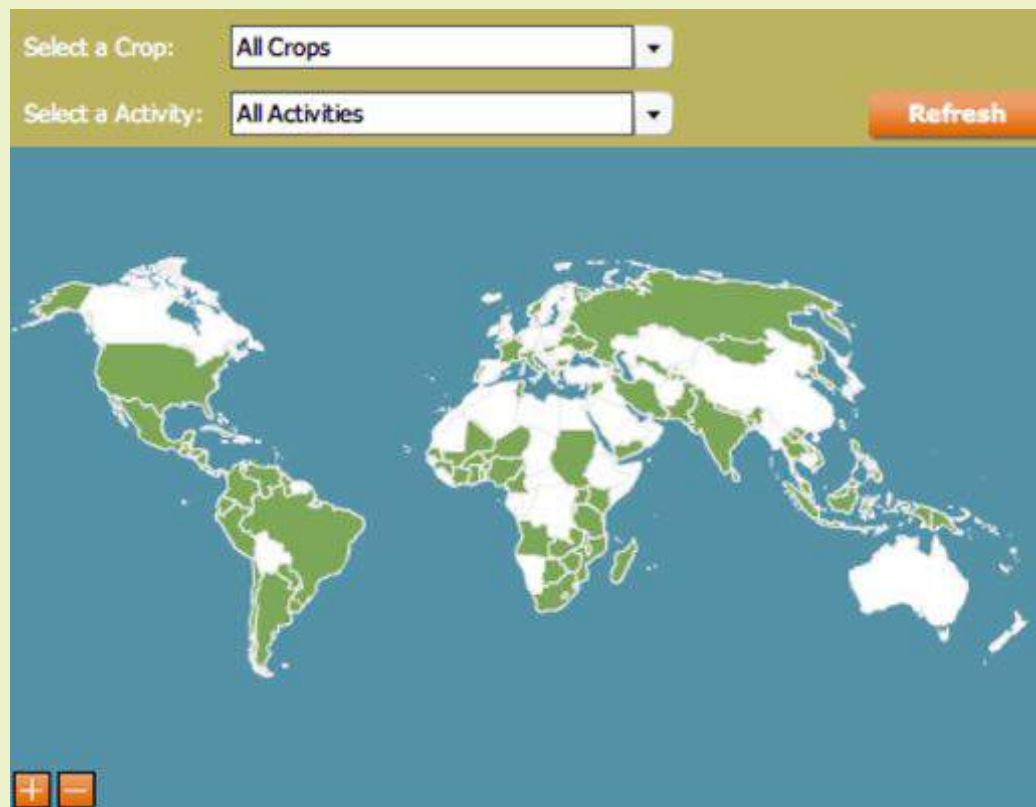 Select a Crop: All Crops
Select a Activity: All Activities Refresh
+ −